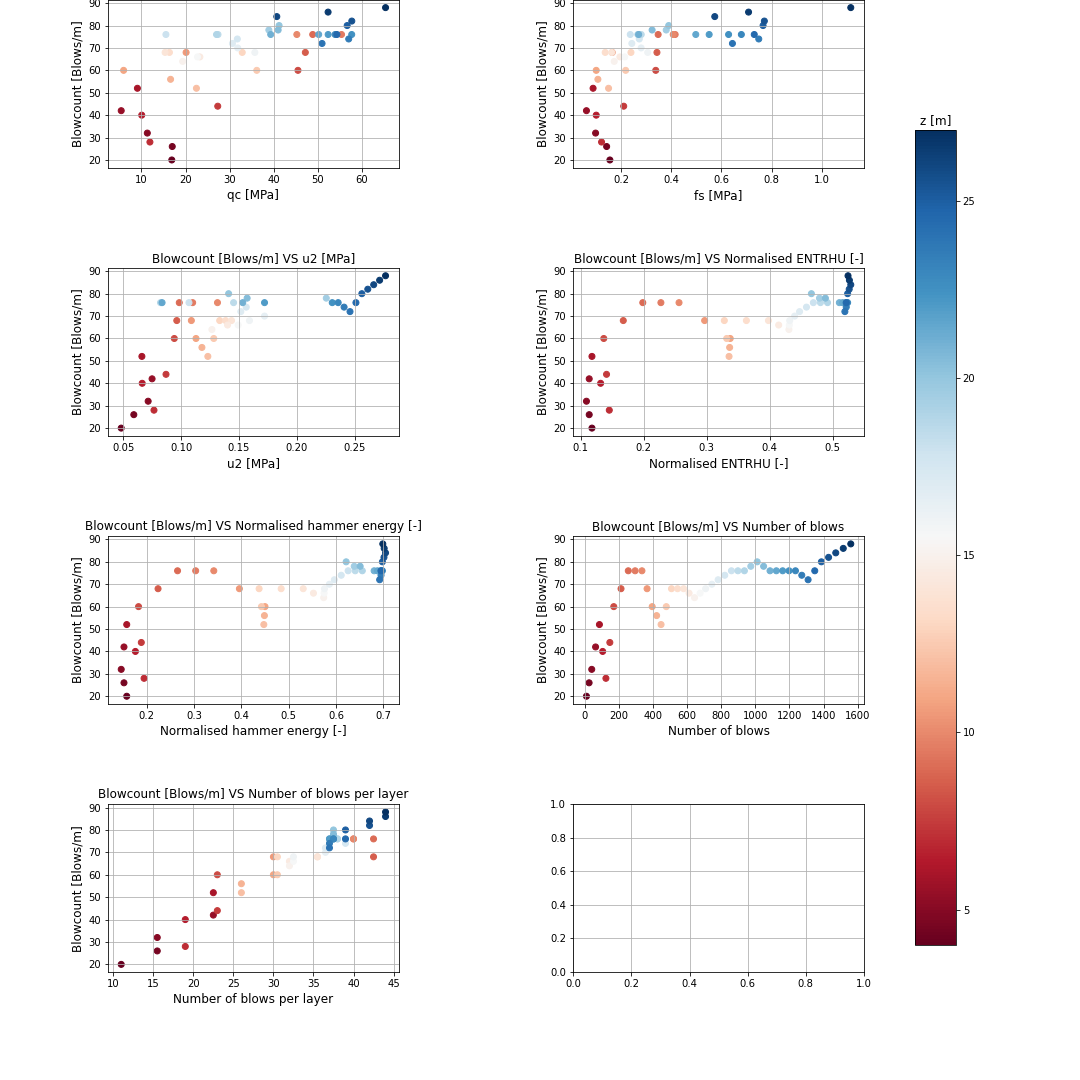 90
80
70
60
50
40
30
20
Blowcount [Blows/m]
10 20 30 40 50 60
qc [MPa]
90
80
70
60
50
40
30
20
Blowcount [Blows/m]
0.2 0.4 0.6 0.8 1.0
fs [MPa]
Blowcount [Blows/m] VS u2 [MPa]
90
80
70
60
50
40
30
20
Blowcount [Blows/m]
0.05 0.10 0.15 0.20 0.25
u2 [MPa]
Blowcount [Blows/m] VS Normalised ENTRHU [-]
90
80
70
60
50
40
30
20
Blowcount [Blows/m]
0.1 0.2 0.3 0.4 0.5
Normalised ENTRHU [-]
Blowcount [Blows/m] VS Normalised hammer energy [-]
90
80
70
60
50
40
30
20
Blowcount [Blows/m]
0.2 0.3 0.4 0.5 0.6 0.7
Normalised hammer energy [-]
Blowcount [Blows/m] VS Number of blows
90
80
70
60
50
40
30
20
Blowcount [Blows/m]
0 200 400 600 800 1000 1200 1400 1600
Number of blows
Blowcount [Blows/m] VS Number of blows per layer
90
80
70
60
50
40
30
20
Blowcount [Blows/m]
10 15 20 25 30 35 40 45
Number of blows per layer
1.0
0.8
0.6
0.4
0.2
0.0
0.0 0.2 0.4 0.6 0.8 1.0
z [m]
25
20
15
10
5